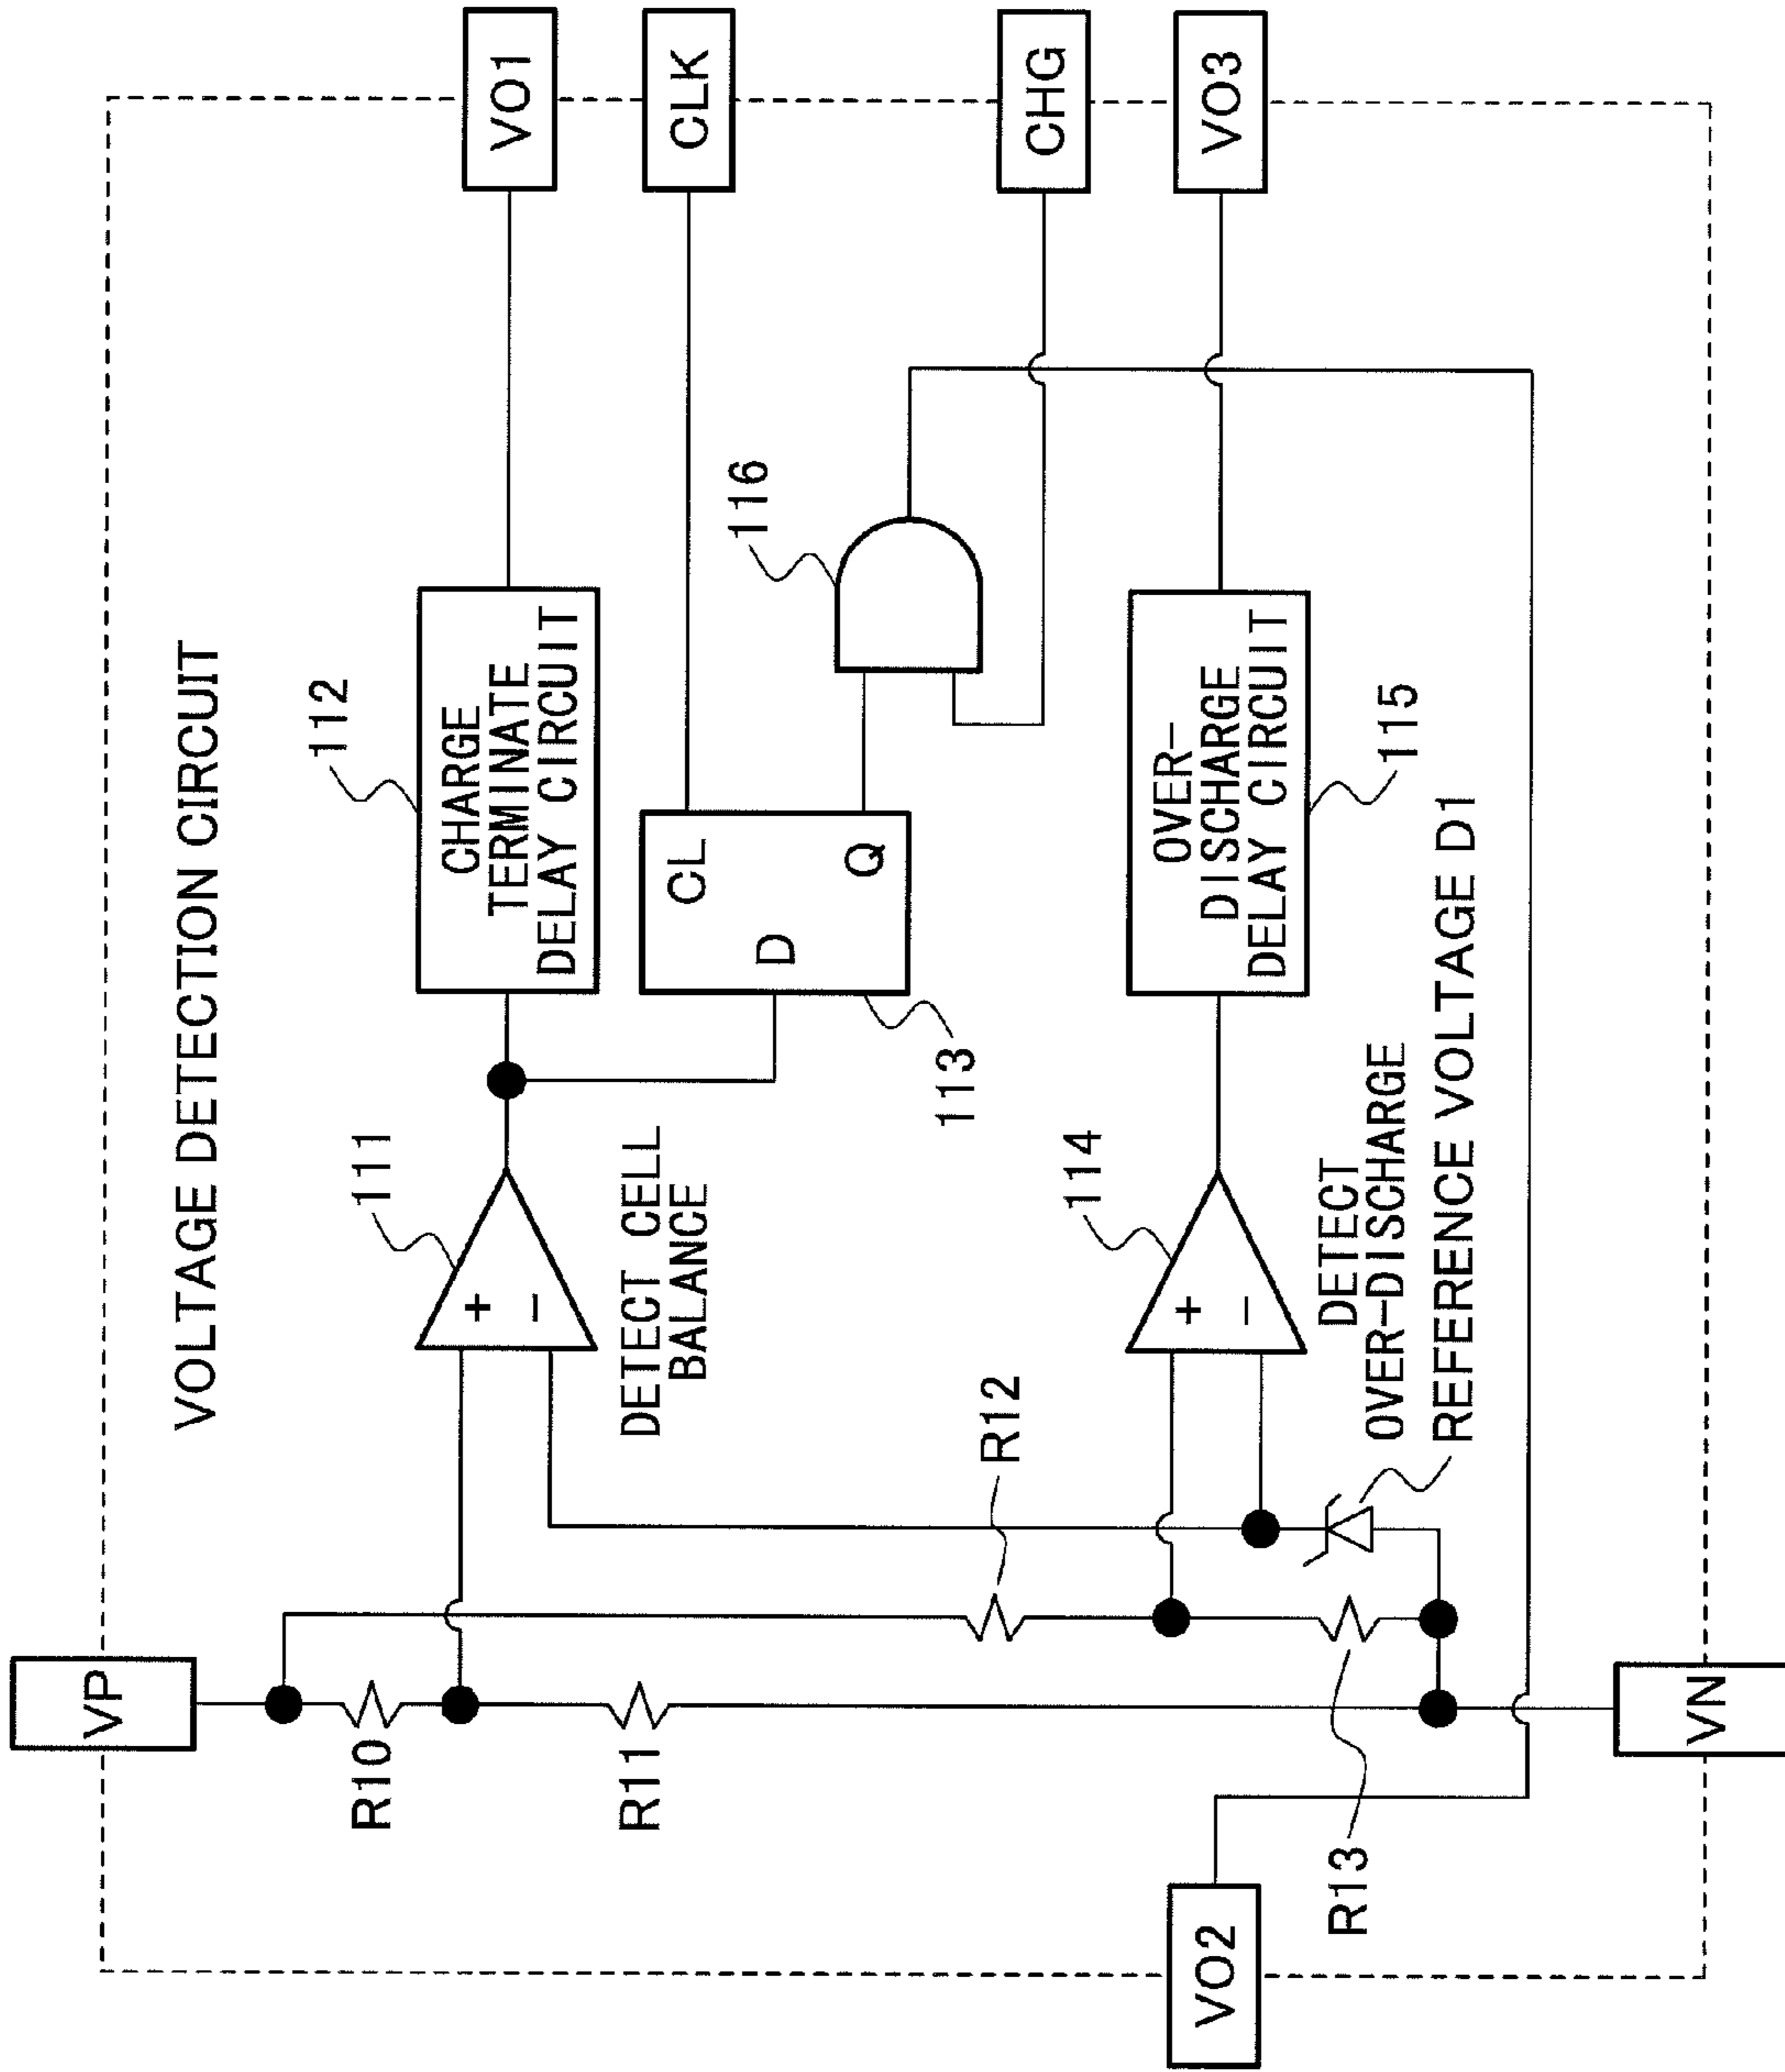 VOLTAGE DETECTION CIRCUIT
VP
R10
R11
R12
R13
VN
VO2
111
+
−
DETECT CELL
BALANCE
112
CHARGE
TERMINATE
DELAY CIRCUIT
VO1
CL
D
Q
113
CLK
116
CHG
114
+
−
DETECT
OVER-DISCHARGE
REFERENCE VOLTAGE D1
OVER-
DISCHARGE
DELAY CIRCUIT
115
VO3